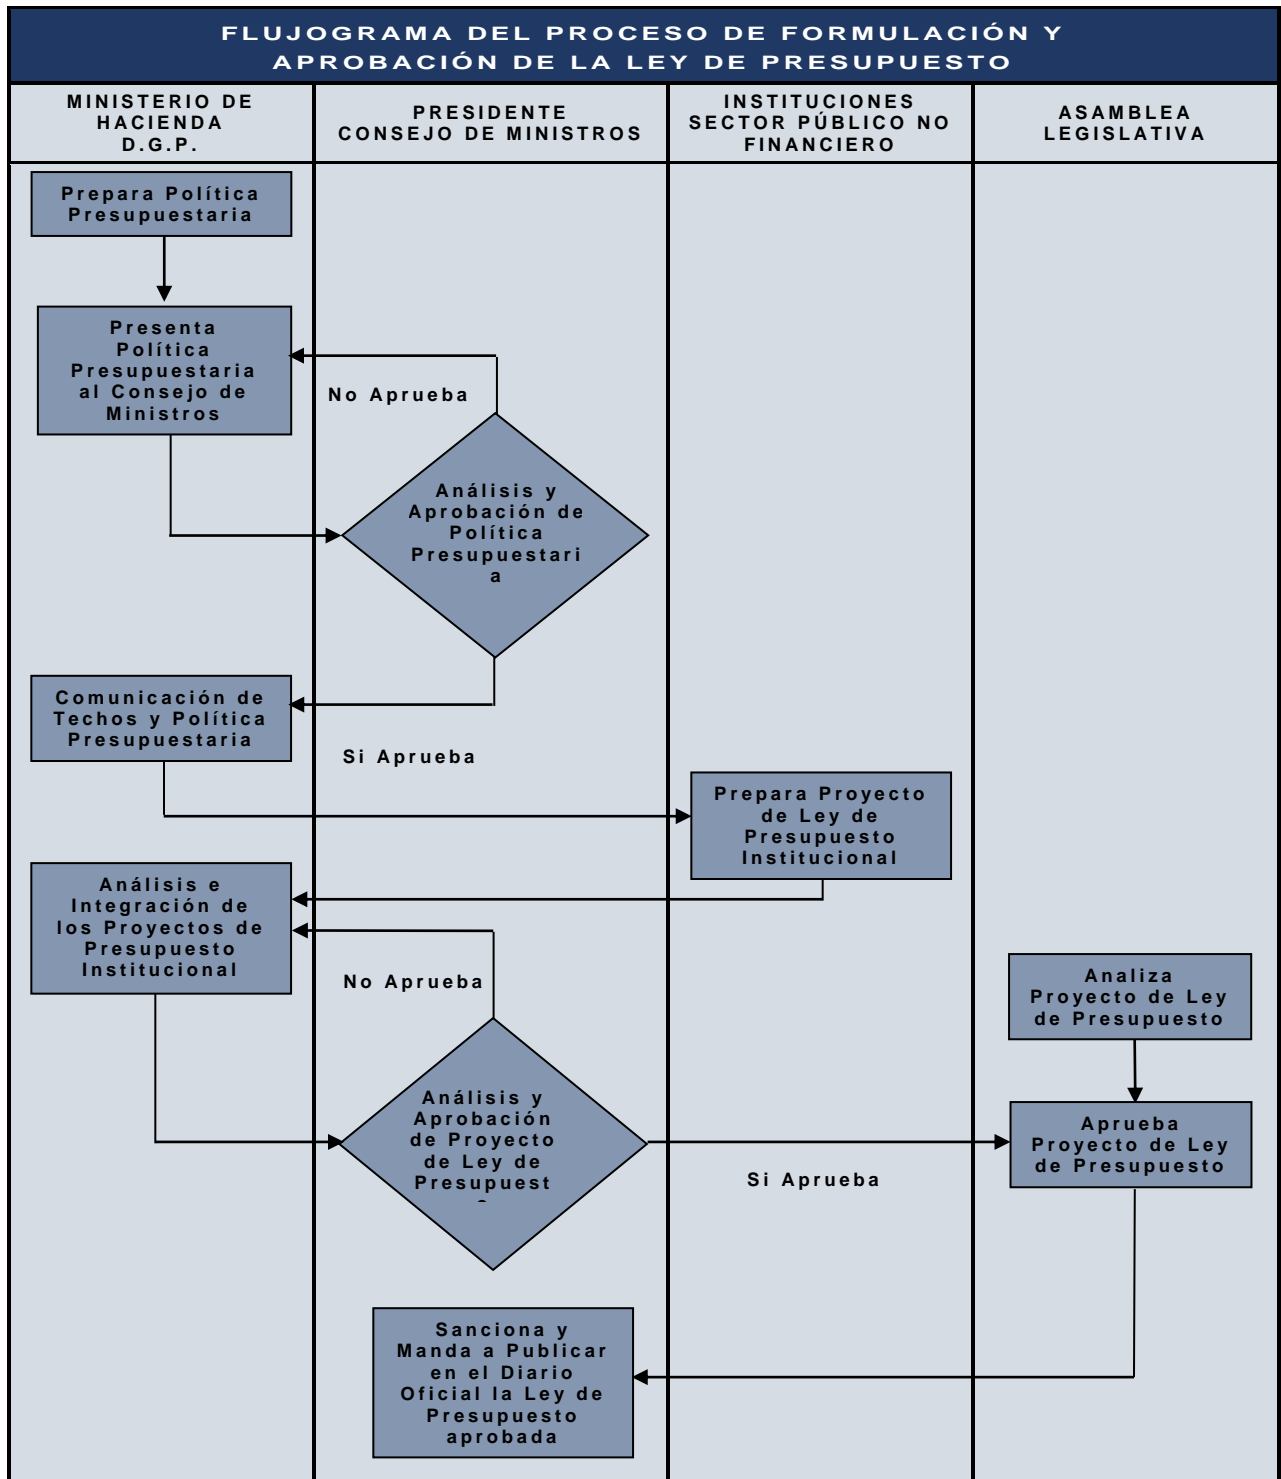 FLUJOGRAMA DEL PROCESO DE FORMULACIÓN Y
APROBACIÓN DE LA LEY DE PRESUPUESTO
MINISTERIO DE
HACIENDA
D.G.P.
PRESIDENTE
CONSEJO DE MINISTROS
INSTITUCIONES
SECTOR PÚBLICO NO
FINANCIERO
ASAMBLEA
LEGISLATIVA
Prepara Política
Presupuestaria
Presenta
Política
Presupuestaria
al Consejo de
Ministros
No Aprueba
Análisis y
Aprobación de
Política
Presupuestari
a
Comunicación de
Techos y Política
Presupuestaria
Si Aprueba
Prepara Proyecto
de Ley de
Presupuesto
Institucional
Análisis e
Integración de
los Proyectos de
Presupuesto
Institucional
No Aprueba
Analiza
Proyecto de Ley
de Presupuesto
Análisis y
Aprobación
de Proyecto
de Ley de
Presupuest
Aprueba
Proyecto de Ley
de Presupuesto
Si Aprueba
Sanciona y
Manda a Publicar
en el Diario
Oficial la Ley de
Presupuesto
aprobada